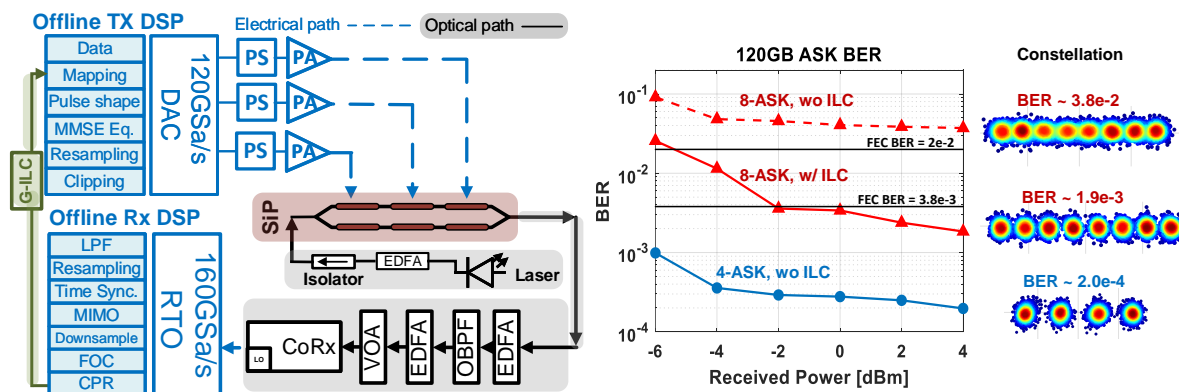 Offline TX DSP
Electrical path
Optical path
Data
Mapping
Pulse shape
MMSE Eq.
Resampling
Clipping
120GSa/s
DAC
PS
PA
PS
PA
PS
PA
G-ILC
SiP
Isolator
EDFA
Laser
Offline Rx DSP
LPF
Resampling
Time Sync.
MIMO
Downsample
FOC
CPR
160GSa/s
RTO
LO
CoRx
VOA
EDFA
OBPF
EDFA
120GB ASK BER
BER
10-1
10-2
10-3
10-4
8-ASK, wo ILC
FEC BER = 2e-2
8-ASK, w/ ILC
FEC BER = 3.8e-3
4-ASK, wo ILC
-6 -4 -2 0 2 4
Received Power [dBm]
Constellation
BER ~ 3.8e-2
BER ~ 1.9e-3
BER ~ 2.0e-4